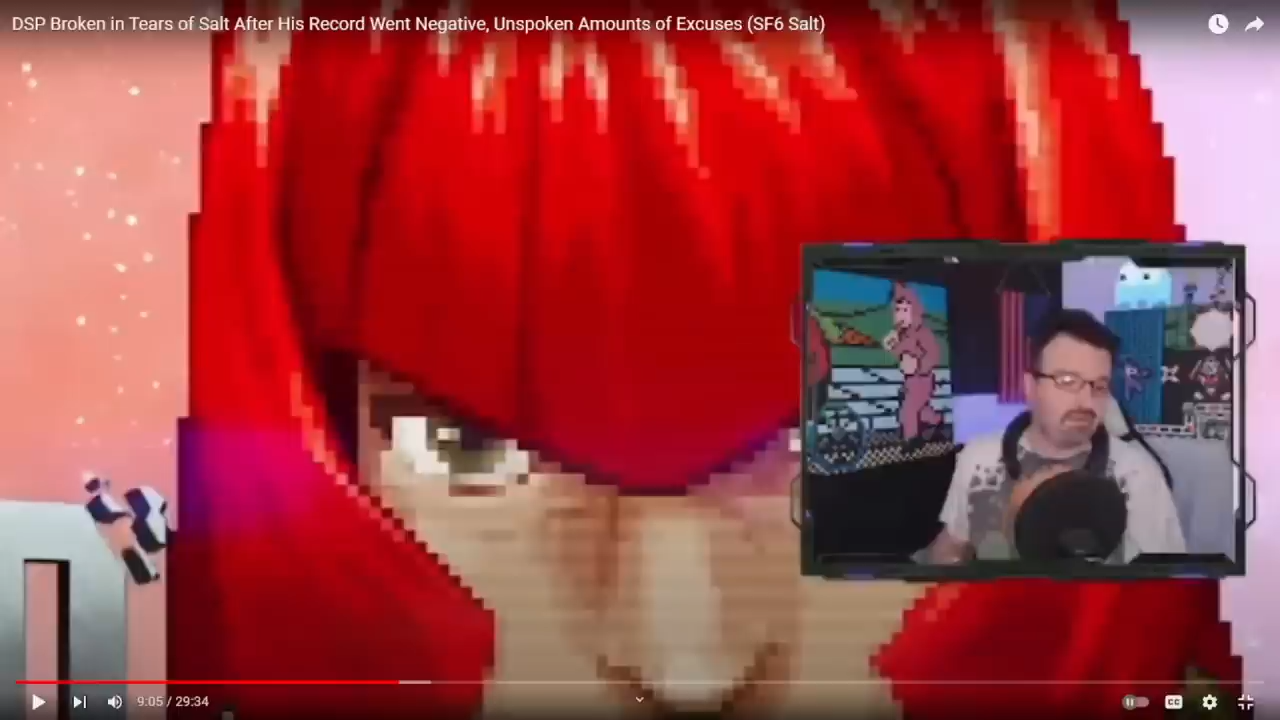 DSP Broken in Tears of Salt After His Record Went Negative, Unspoken Amounts of Excuses (SF6 Salt)
9:05 / 29:34
CC